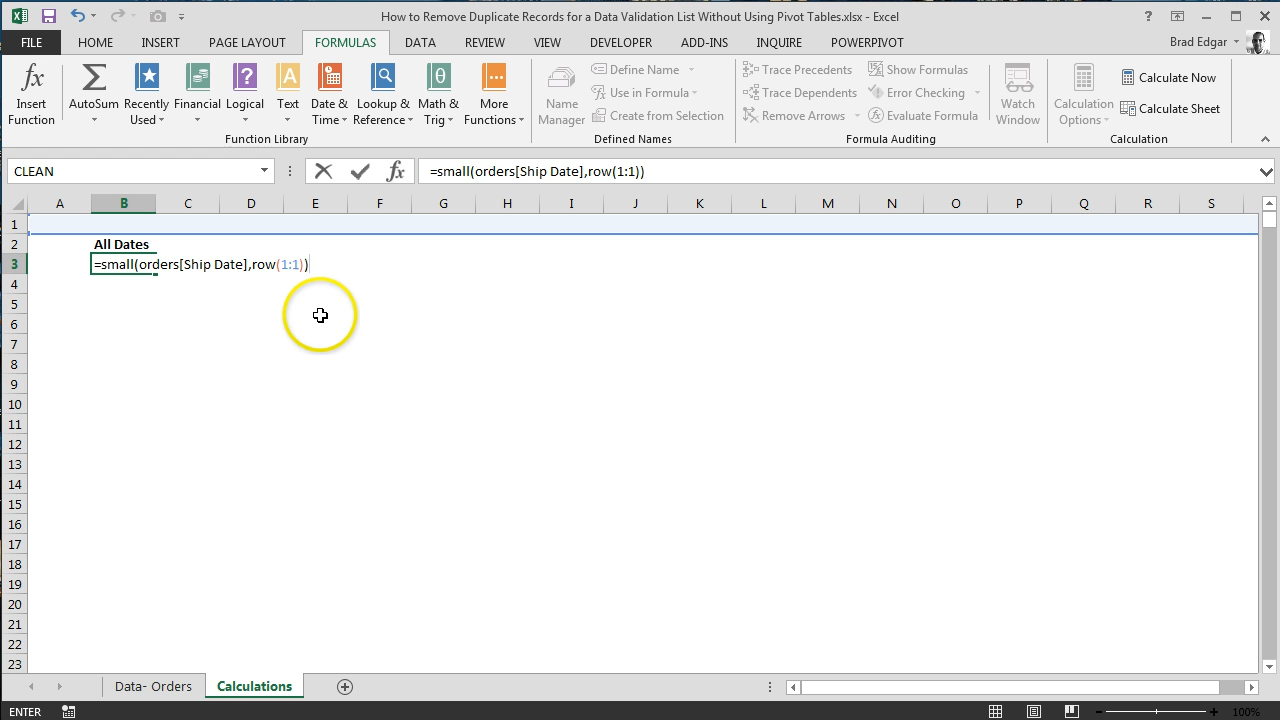 How to Remove Duplicate Records for a Data Validation List Without Using Pivot Tables.xlsx - Excel
FILE HOME INSERT PAGE LAYOUT FORMULAS DATA REVIEW VIEW DEVELOPER ADD-INS INQUIRE POWERPIVOT Brad Edgar
Insert Function
AutoSum
Recently Used
Financial
Logical
Text
Date & Time
Lookup & Reference
Math & Trig
More Functions
Function Library
Name Manager
Define Name
Use in Formula
Create from Selection
Defined Names
Trace Precedents
Trace Dependents
Remove Arrows
Show Formulas
Error Checking
Evaluate Formula
Formula Auditing
Watch Window
Calculation Options
Calculate Now
Calculate Sheet
Calculation
CLEAN fx =small(orders[Ship Date],row(1:1))
A B C D E F G H I J K L M N O P Q R S
1
2 All Dates
3 =small(orders[Ship Date],row(1:1))
4
5
6
7
8
9
10
11
12
13
14
15
16
17
18
19
20
21
22
23
Data- Orders Calculations
ENTER 100%